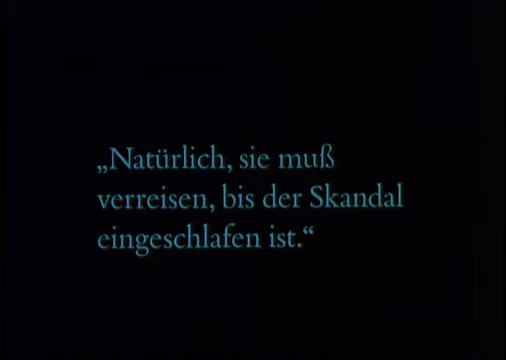 „Natürlich, sie muß
verreisen, bis der Skandal
eingeschlafen ist.“